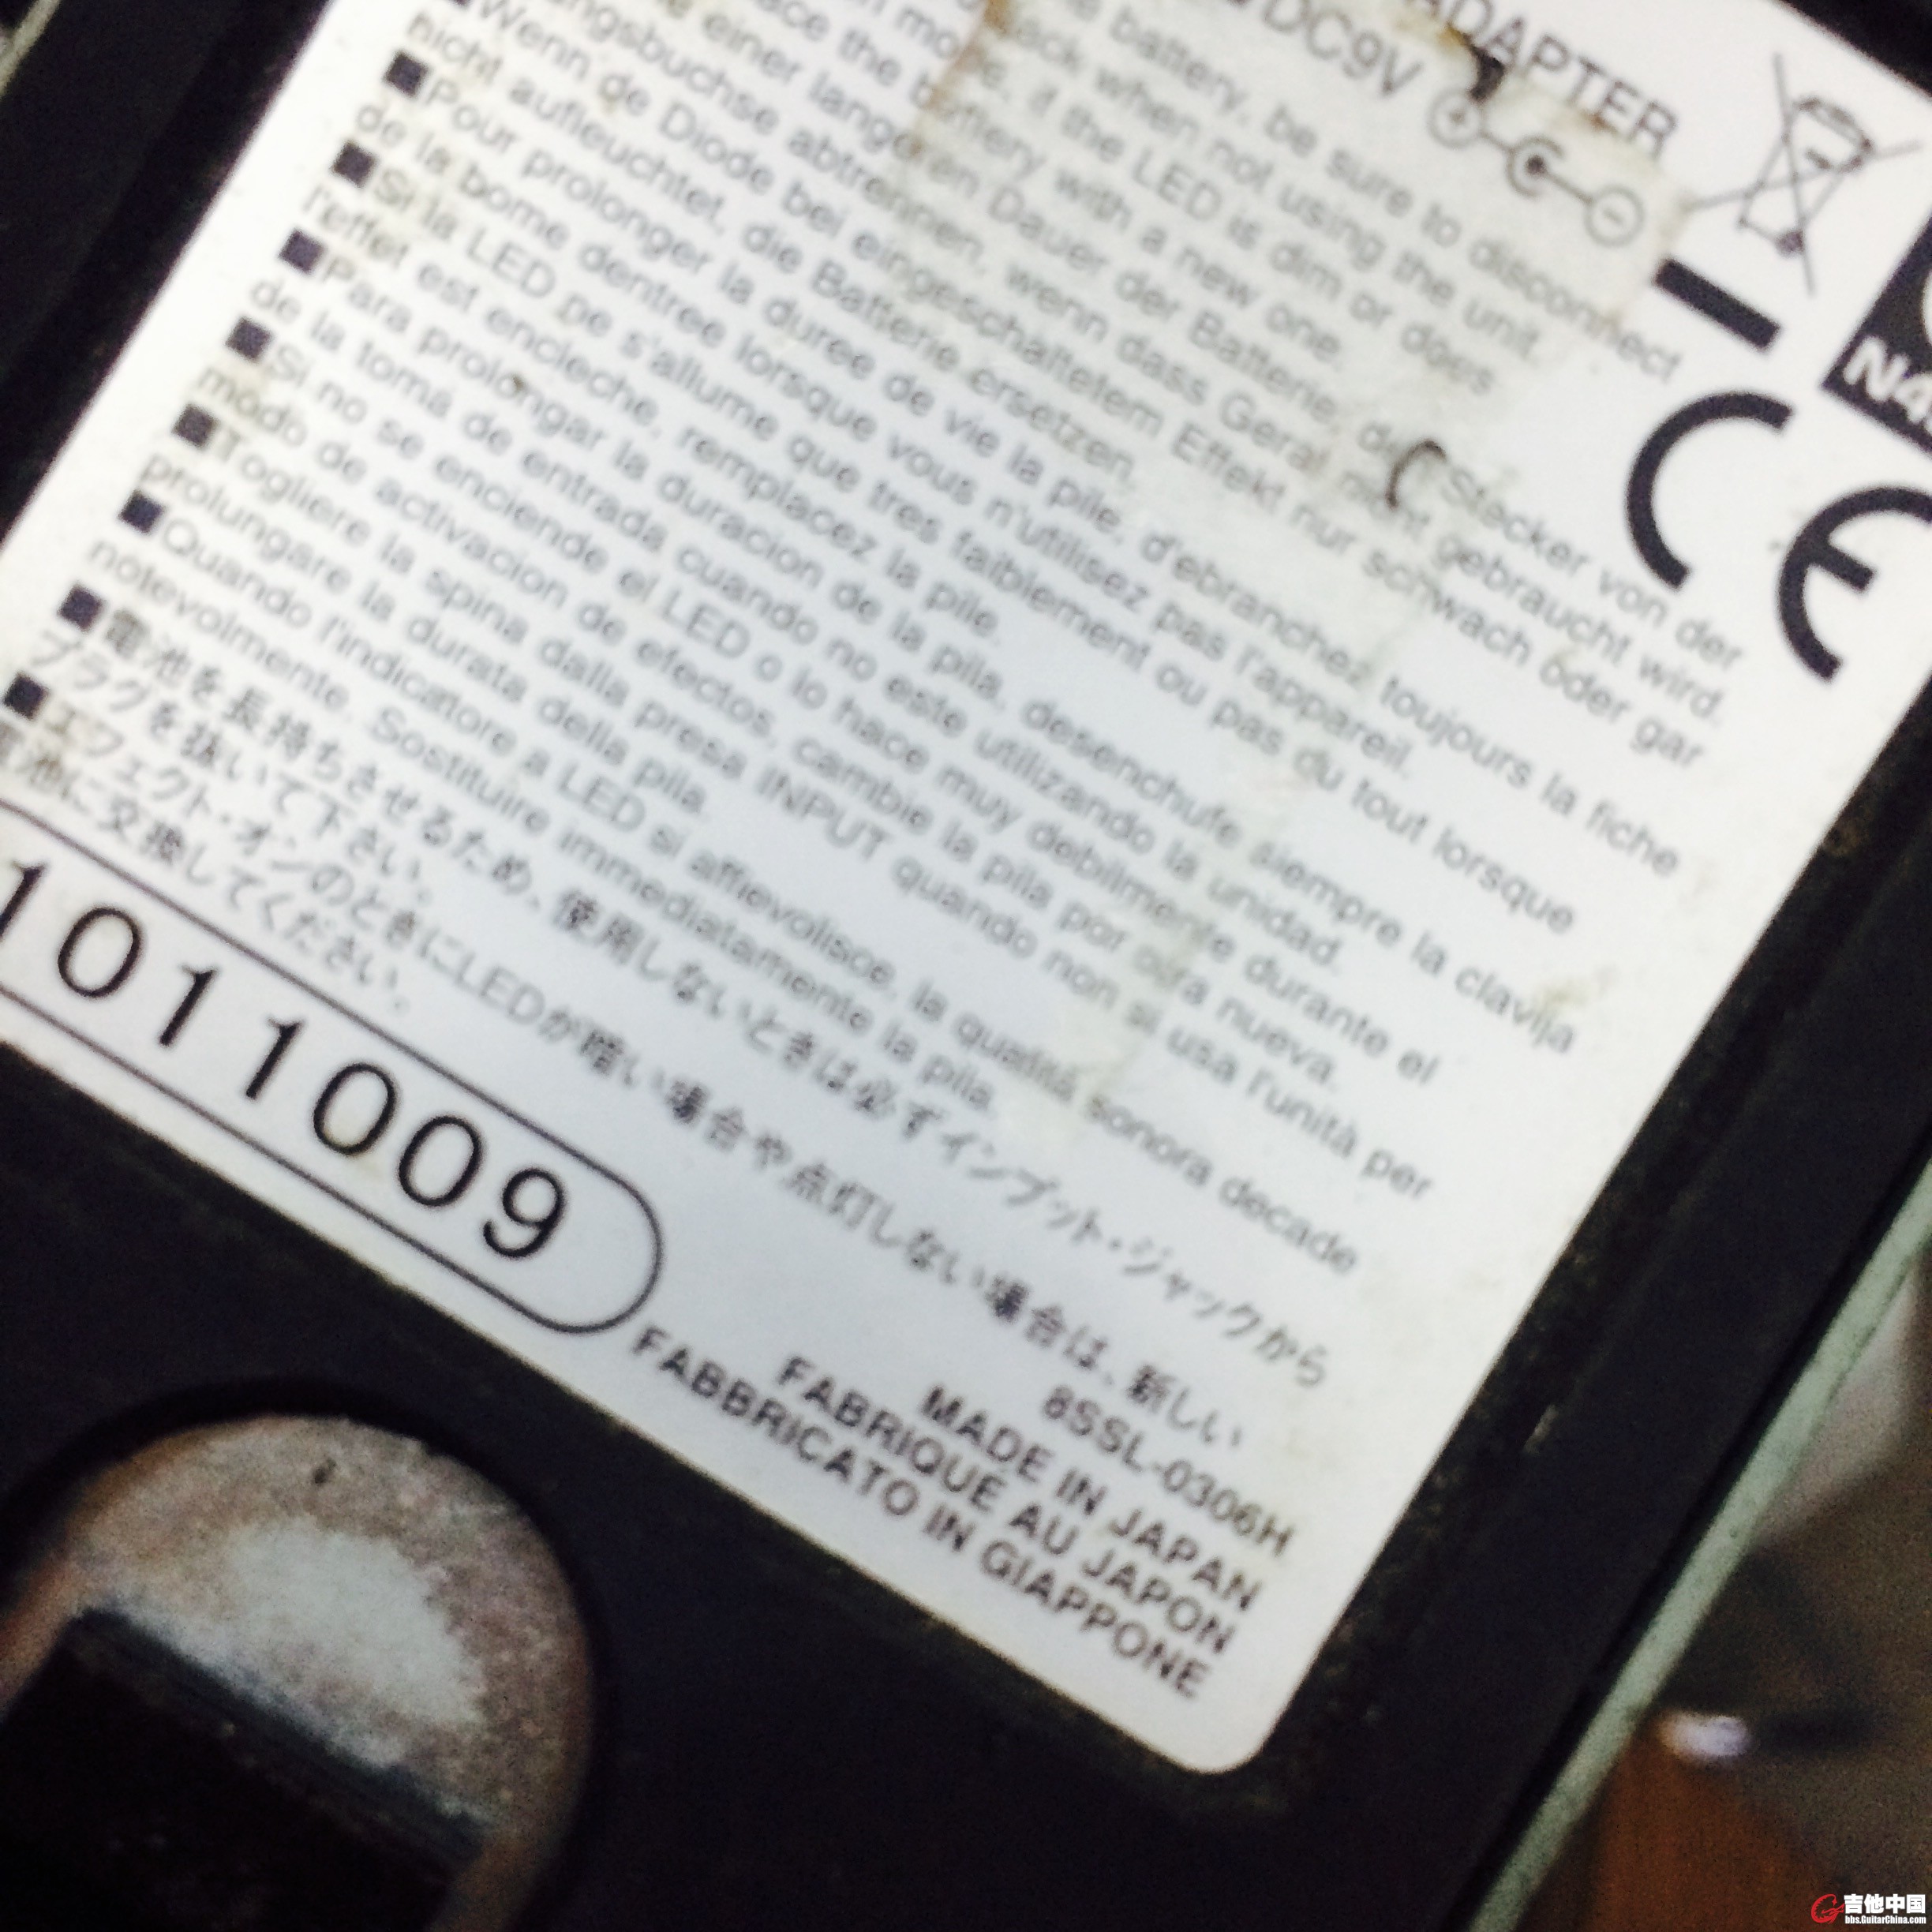 ADAPTER
DC9V
N4
CE
battery, be sure to disconnect
when not using the unit.
if the LED is dim or does
the battery with a new one.
einer langeren Dauer der Batterie, den Stecker von der
abtrennen, wenn dass Gerat nicht gebraucht wird.
■Wenn de Diode bei eingeschaltetem Effekt nur schwach oder gar
nicht aufleuchtet, die Batterie ersetzen.
■Pour prolonger la duree de vie la pile, d'ebranchez toujours la fiche
de la borne dentree lorsque vous n'utilisez pas l'appareil.
■Si la LED pe s'allume que tres faiblement ou pas du tout lorsque
l'effet est encleche, remplacez la pile.
■Para prolongar la duracion de la pila, desenchufe siempre la clavija
de la toma de entrada cuando no este utilizando la unidad.
■Si no se enciende el LED o lo hace muy debilmente durante el
modo de activacion de efectos, cambie la pila por otra nueva.
■Togliere la spina dalla presa INPUT quando non si usa l'unità per
prolungare la durata della pila.
■Quando l'indicatore a LED si affievolisce, la qualità sonora decade
notevolmente. Sostituire immediatamente la pila.
■電池を長持ちさせるため、使用しないときは必ずインプット・ジャックから
プラグを抜いて下さい。
■エフェクト・オンのときにLEDが暗い場合や点灯しない場合は、新しい
電池に交換してください。
8SSL-0306H
MADE IN JAPAN
FABRIQUE AU JAPON
FABBRICATO IN GIAPPONE
1011009
吉他中国
bbs.GuitarChina.com